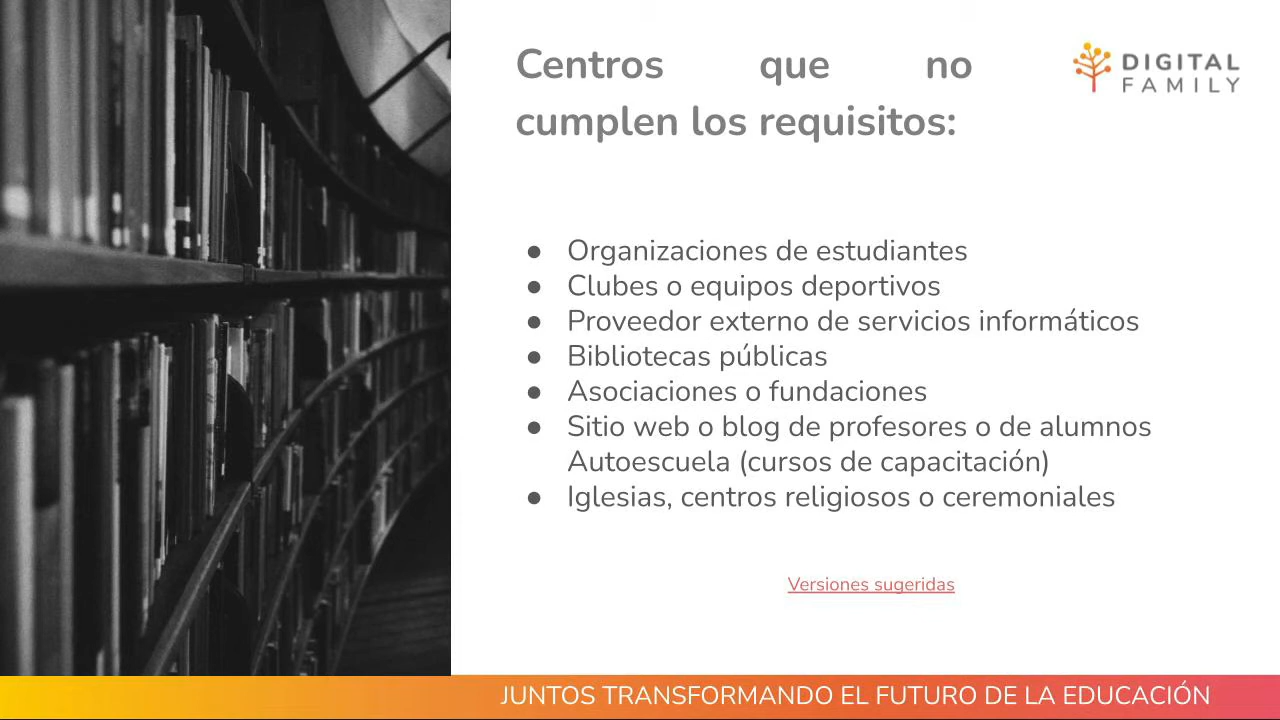 Centros que no
cumplen los requisitos:
DIGITAL
FAMILY
● Organizaciones de estudiantes
● Clubes o equipos deportivos
● Proveedor externo de servicios informáticos
● Bibliotecas públicas
● Asociaciones o fundaciones
● Sitio web o blog de profesores o de alumnos
Autoescuela (cursos de capacitación)
● Iglesias, centros religiosos o ceremoniales
Versiones sugeridas
JUNTOS TRANSFORMANDO EL FUTURO DE LA EDUCACIÓN